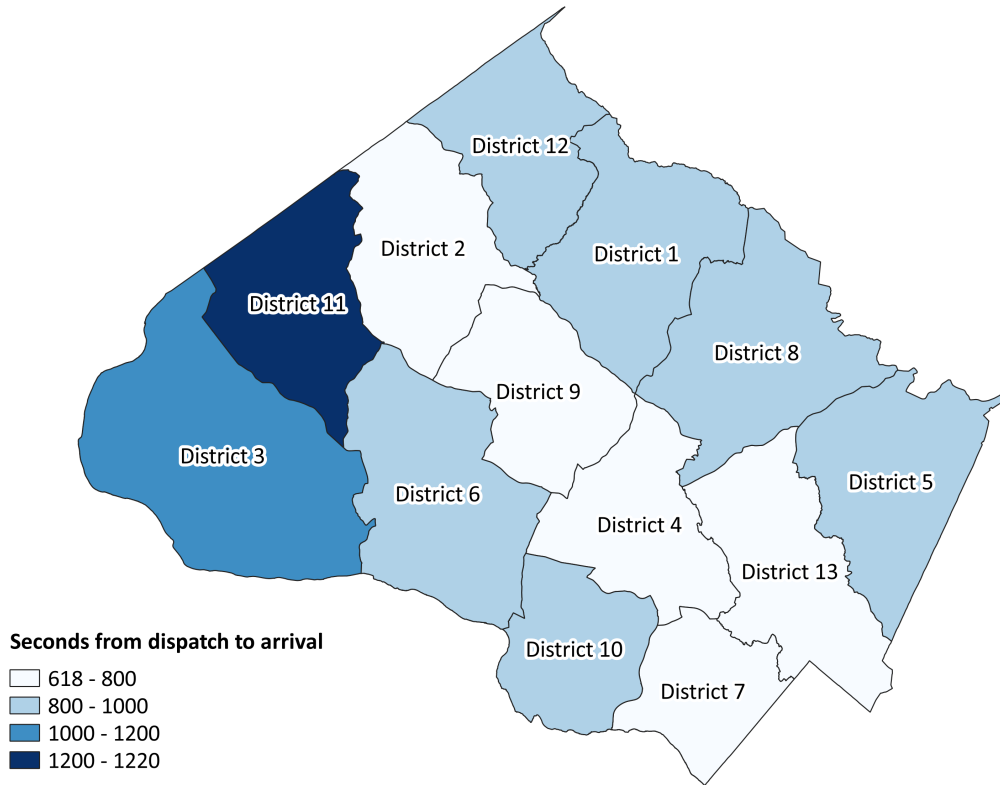 District 12
District 2
District 1
District 11
District 8
District 9
District 3
District 5
District 6
District 4
District 13
District 10
District 7
Seconds from dispatch to arrival
618 - 800
800 - 1000
1000 - 1200
1200 - 1220